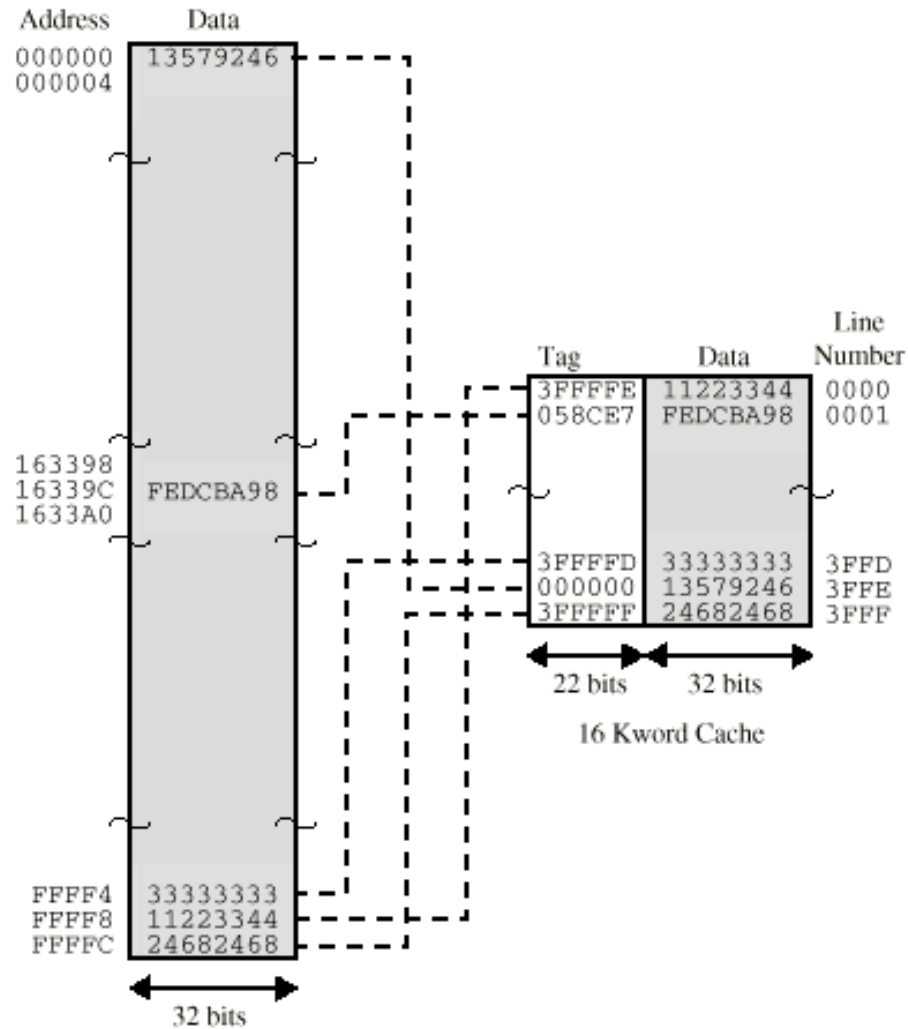 Address Data
000000 13579246
000004
Line
Number
Tag Data
3FFFFE 11223344 0000
058CE7 FEDCBA98 0001
163398
16339C FEDCBA98
1633A0
3FFFFD 33333333 3FFD
000000 13579246 3FFE
3FFFFF 24682468 3FFF
22 bits 32 bits
16 Kword Cache
FFFF4 33333333
FFFF8 11223344
FFFFC 24682468
32 bits